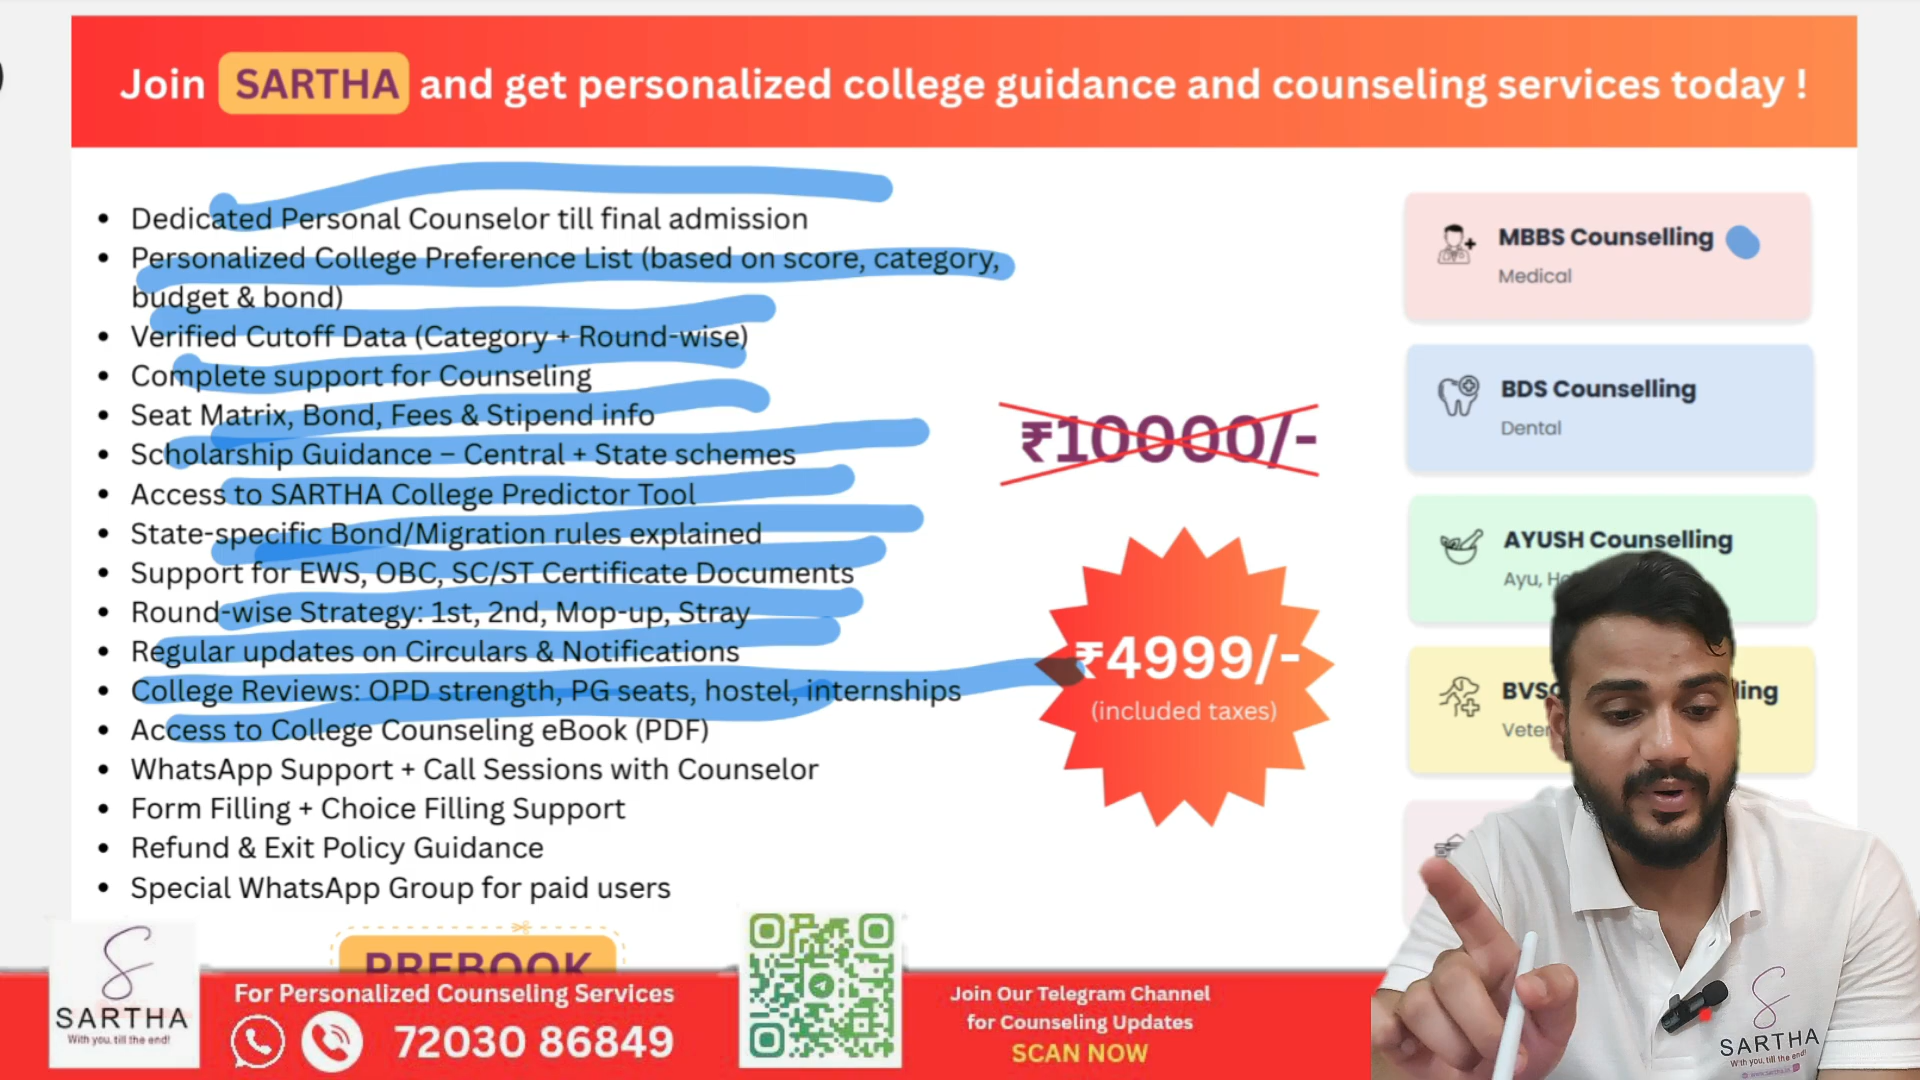 Join SARTHA and get personalized college guidance and counseling services today !
• Dedicated Personal Counselor till final admission
• Personalized College Preference List (based on score, category,
budget & bond)
• Verified Cutoff Data (Category + Round-wise)
• Complete support for Counseling
• Seat Matrix, Bond, Fees & Stipend info
• Scholarship Guidance – Central + State schemes
• Access to SARTHA College Predictor Tool
• State-specific Bond/Migration rules explained
• Support for EWS, OBC, SC/ST Certificate Documents
• Round-wise Strategy: 1st, 2nd, Mop-up, Stray
• Regular updates on Circulars & Notifications
• College Reviews: OPD strength, PG seats, hostel, internships
• Access to College Counseling eBook (PDF)
• WhatsApp Support + Call Sessions with Counselor
• Form Filling + Choice Filling Support
• Refund & Exit Policy Guidance
• Special WhatsApp Group for paid users
₹10000/-
₹4999/-
(included taxes)
MBBS Counselling
Medical
BDS Counselling
Dental
AYUSH Counselling
Ayu,
PREBOOK
SARTHA
With you, till the end!
For Personalized Counseling Services
72030 86849
Join Our Telegram Channel
for Counseling Updates
SCAN NOW
SARTHA
With you, till the end!